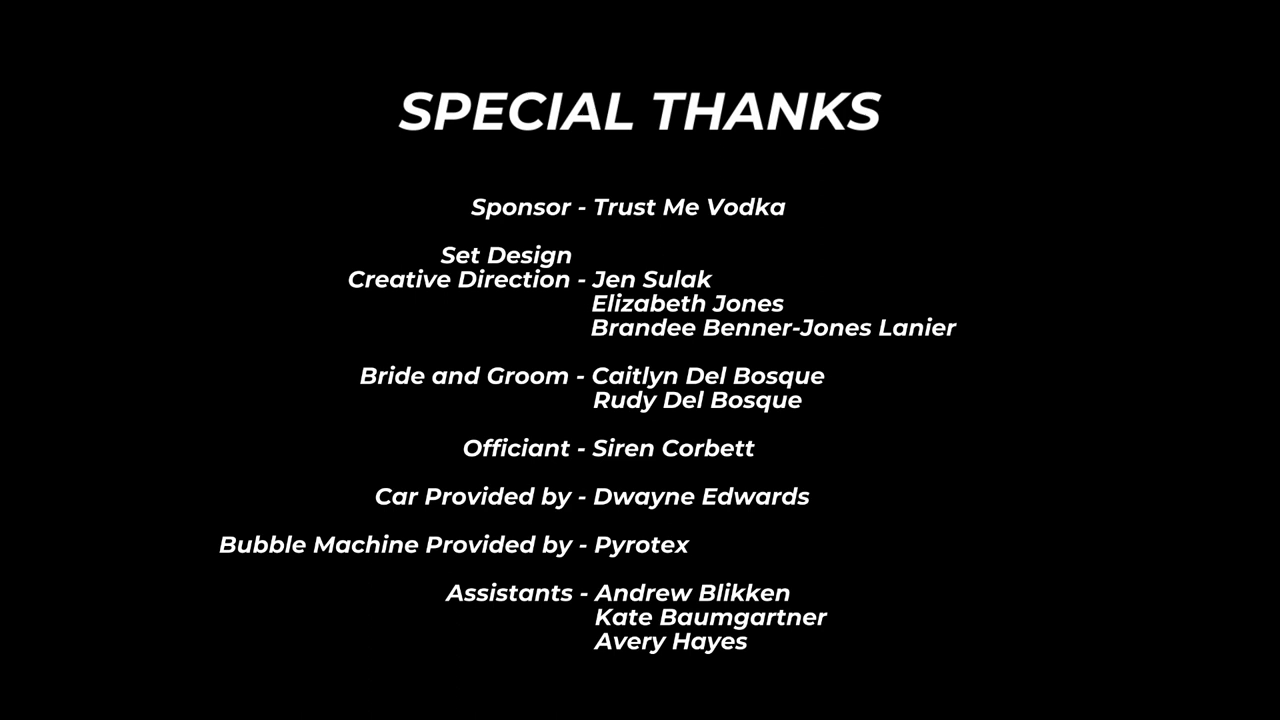 SPECIAL THANKS
Sponsor - Trust Me Vodka
Set Design
Creative Direction - Jen Sulak
Elizabeth Jones
Brandee Benner-Jones Lanier
Bride and Groom - Caitlyn Del Bosque
Rudy Del Bosque
Officiant - Siren Corbett
Car Provided by - Dwayne Edwards
Bubble Machine Provided by - Pyrotex
Assistants - Andrew Blikken
Kate Baumgartner
Avery Hayes